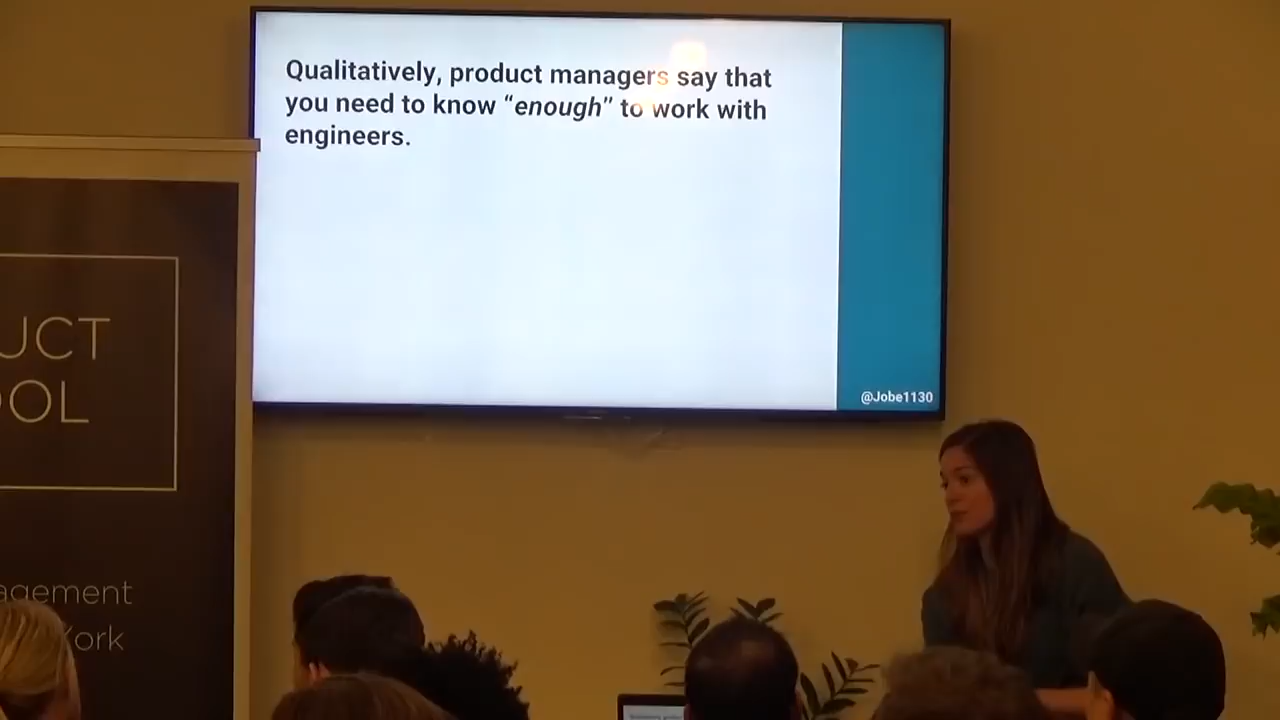 Qualitatively, product managers say that
you need to know “enough” to work with
engineers.
@Jobe1130
UCT
OOL
agement
York